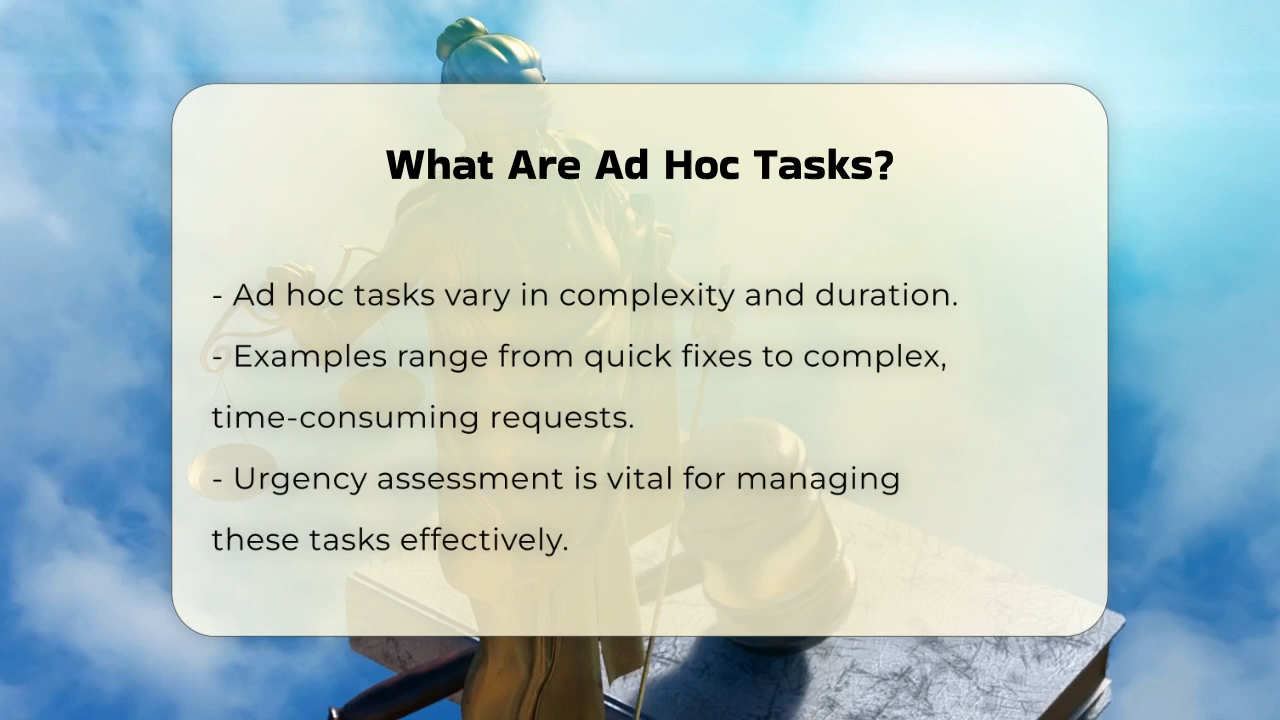 What Are Ad Hoc Tasks?
- Ad hoc tasks vary in complexity and duration.
- Examples range from quick fixes to complex,
time-consuming requests.
- Urgency assessment is vital for managing
these tasks effectively.